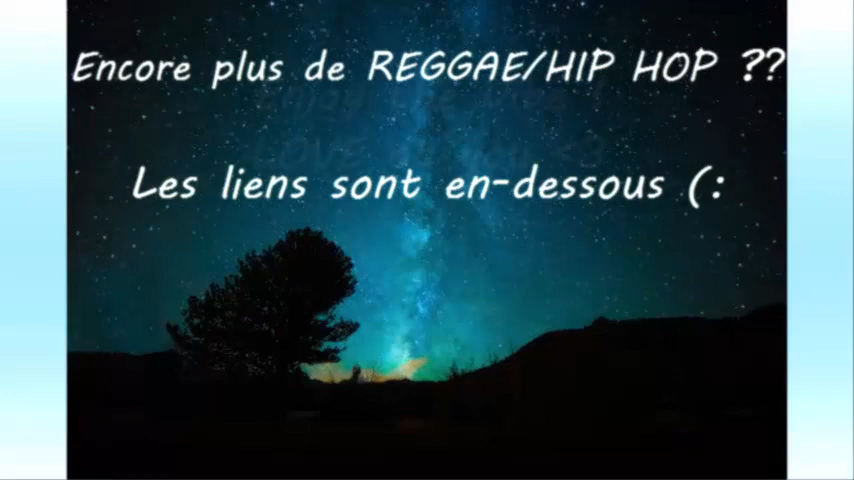 Encore plus de REGGAE/HIP HOP ??
Les liens sont en-dessous (: